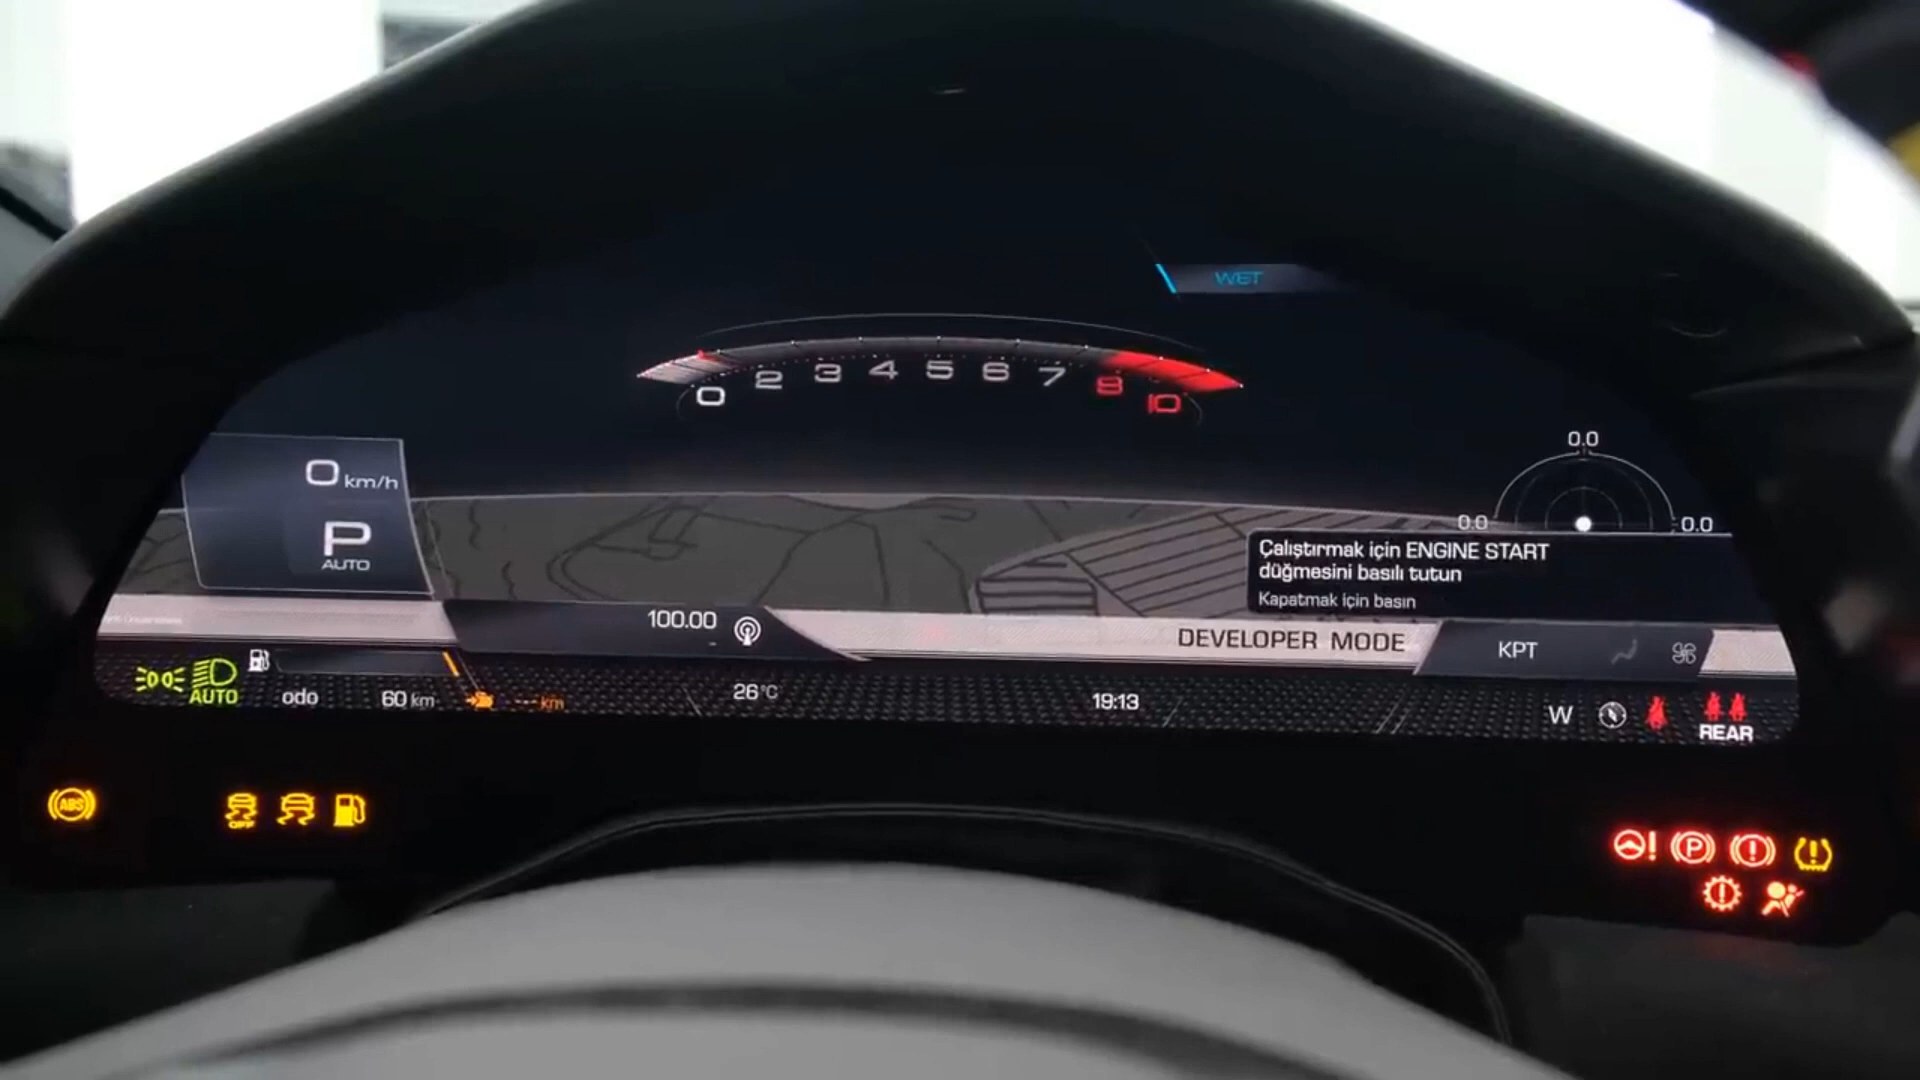 WET
0 2 3 4 5 6 7 8 10
0 km/h
P
AUTO
0.0
0.0
0.0
Çalıştırmak için ENGINE START
düğmesini basılı tutun
Kapatmak için basın
100.00
DEVELOPER MODE
KPT
AUTO
odo
60 km
--- km
26°C
19:13
W
REAR
ABS
OFF
P